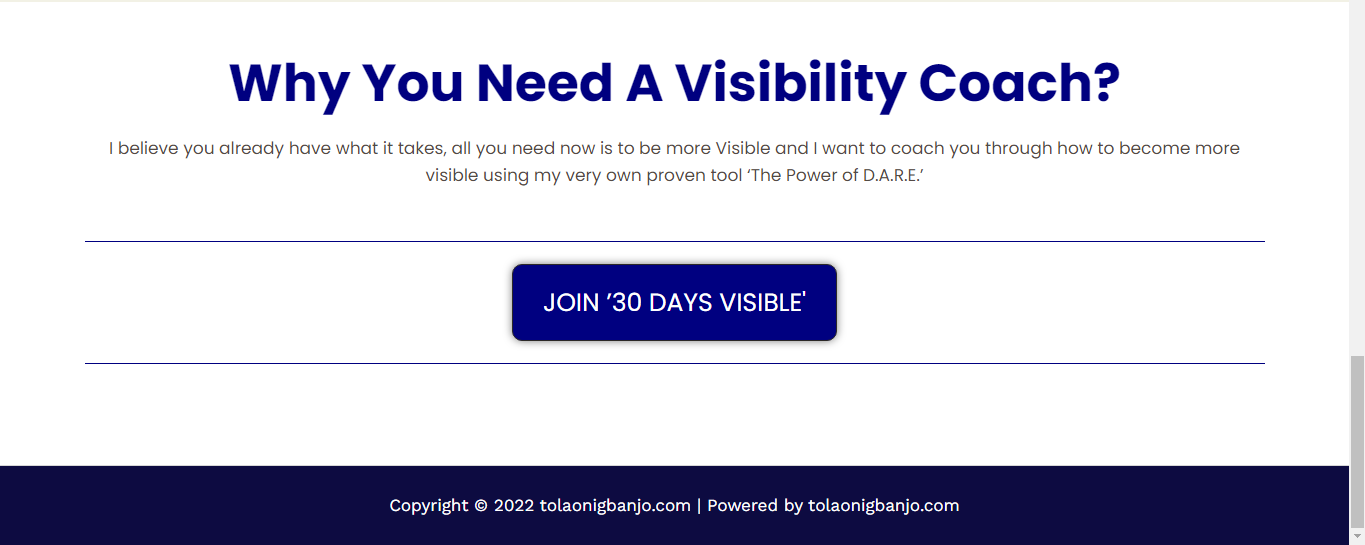 Why You Need A Visibility Coach?
I believe you already have what it takes, all you need now is to be more Visible and I want to coach you through how to become more
visible using my very own proven tool ‘The Power of D.A.R.E.’
JOIN ‘30 DAYS VISIBLE'
Copyright © 2022 tolaonigbanjo.com | Powered by tolaonigbanjo.com